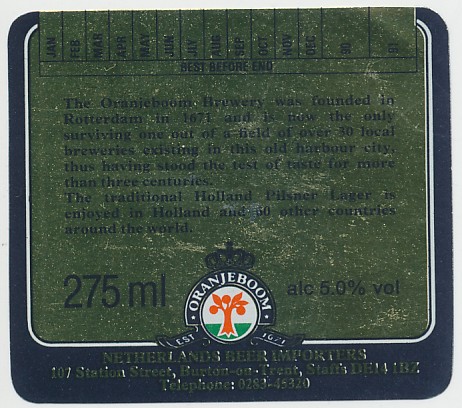 JAN FEB MAR APR MAY JUN JLY AUG SEP OCT NOV DEC 90 91
BEST BEFORE END
The Oranjeboom Brewery was founded in
Rotterdam in 1671 and is now the only
surviving one out of a field of over 30 local
breweries existing in this old harbour city,
thus having stood the test of taste for more
than three centuries.
The traditional Holland Pilsner Lager is
enjoyed in Holland and 60 other countries
around the world.
275 ml
alc 5.0% vol
ORANJEBOOM
EST 1671
NETHERLANDS BEER IMPORTERS
107 Station Street, Burton-on-Trent, Staffs DE14 1BZ
Telephone: 0283-45320